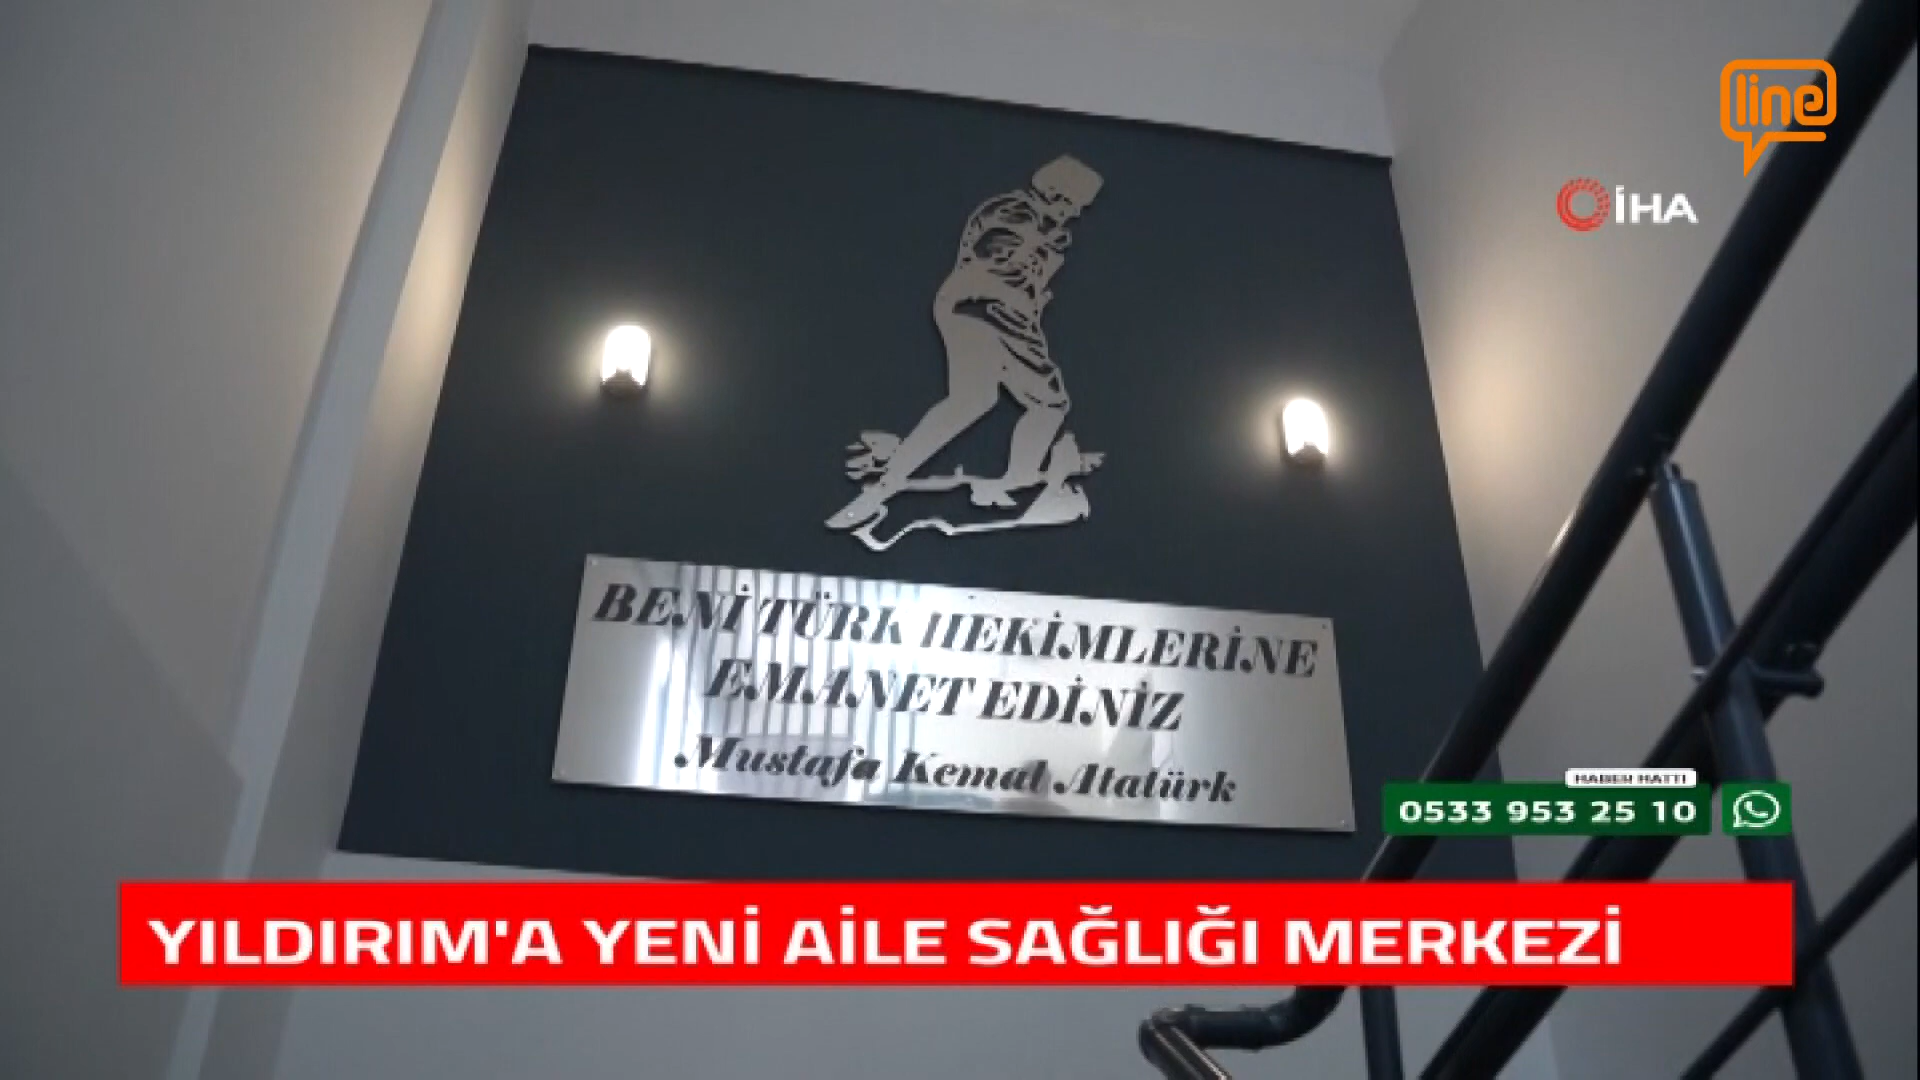 line
İHA
BENİ TÜRK HEKİMLERİNE
EMANET EDİNİZ
Mustafa Kemal Atatürk
HABER HATTI
0533 953 25 10
YILDIRIM'A YENİ AİLE SAĞLIĞI MERKEZİ